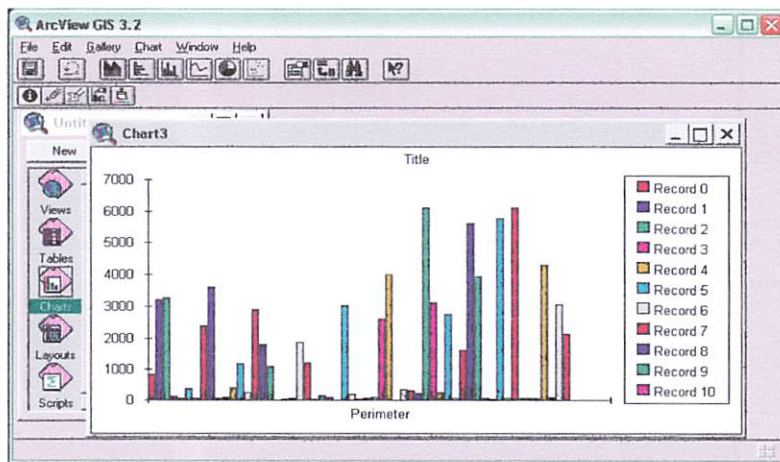 ArcView GIS 3.2
File Edit Gallery Chart Window Help
Untit
Chart3
New
Title
Views
Tables
Charts
Layouts
Scripts
7000
6000
5000
4000
3000
2000
1000
0
Perimeter
Record 0
Record 1
Record 2
Record 3
Record 4
Record 5
Record 6
Record 7
Record 8
Record 9
Record 10